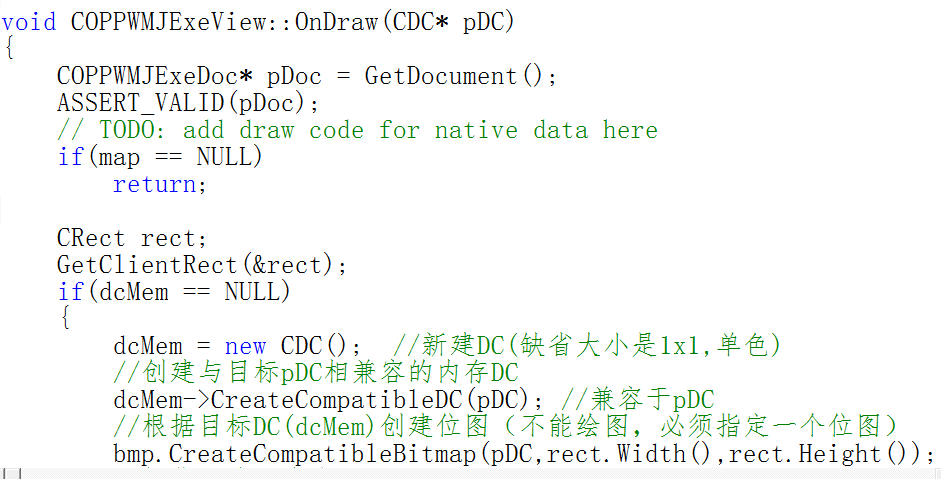 void COPPWMJExeView::OnDraw(CDC* pDC)
{
    COPPWMJExeDoc* pDoc = GetDocument();
    ASSERT_VALID(pDoc);
    // TODO: add draw code for native data here
    if(map == NULL)
        return;

    CRect rect;
    GetClientRect(&rect);
    if(dcMem == NULL)
    {
        dcMem = new CDC();  //新建DC(缺省大小是1x1,单色)
        //创建与目标pDC相兼容的内存DC
        dcMem->CreateCompatibleDC(pDC); //兼容于pDC
        //根据目标DC(dcMem)创建位图（不能绘图，必须指定一个位图）
        bmp.CreateCompatibleBitmap(pDC,rect.Width(),rect.Height());